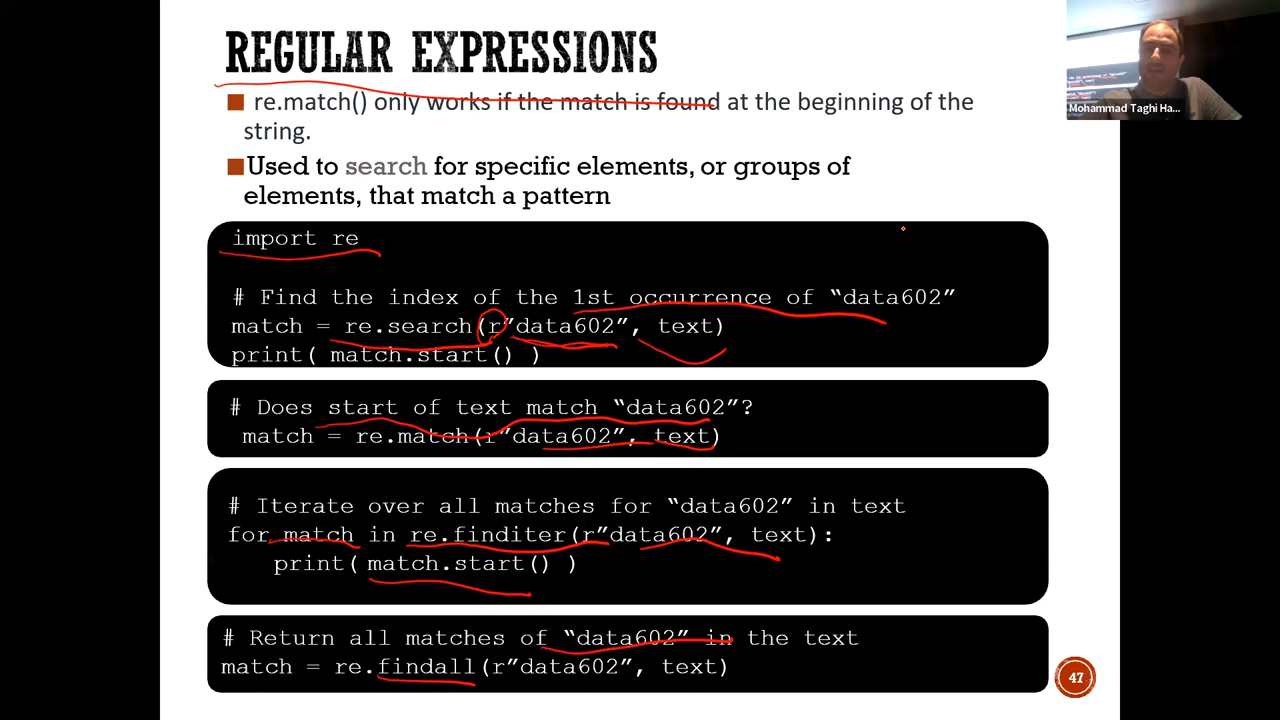 REGULAR EXPRESSIONS
re.match() only works if the match is found at the beginning of the
string.
Used to search for specific elements, or groups of
elements, that match a pattern
import re
# Find the index of the 1st occurrence of “data602”
match = re.search(r”data602”, text)
print( match.start() )
# Does start of text match “data602”?
match = re.match(r”data602”, text)
# Iterate over all matches for “data602” in text
for match in re.finditer(r”data602”, text):
print( match.start() )
# Return all matches of “data602” in the text
match = re.findall(r”data602”, text)
47
Mohammad Taghi Ha...